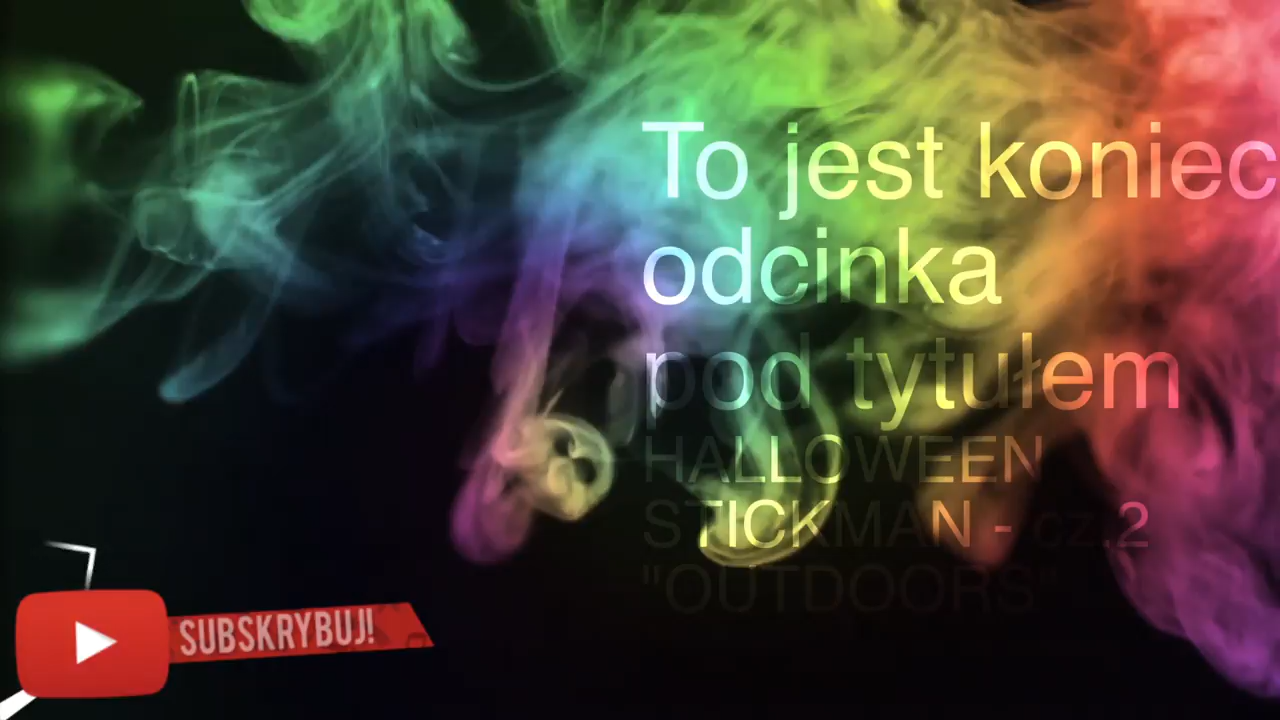 To jest koniec
odcinka
pod tytułem
HALLOWEEN
STICKMAN - cz.2
"OUTDOORS"
SUBSKRYBUJ!